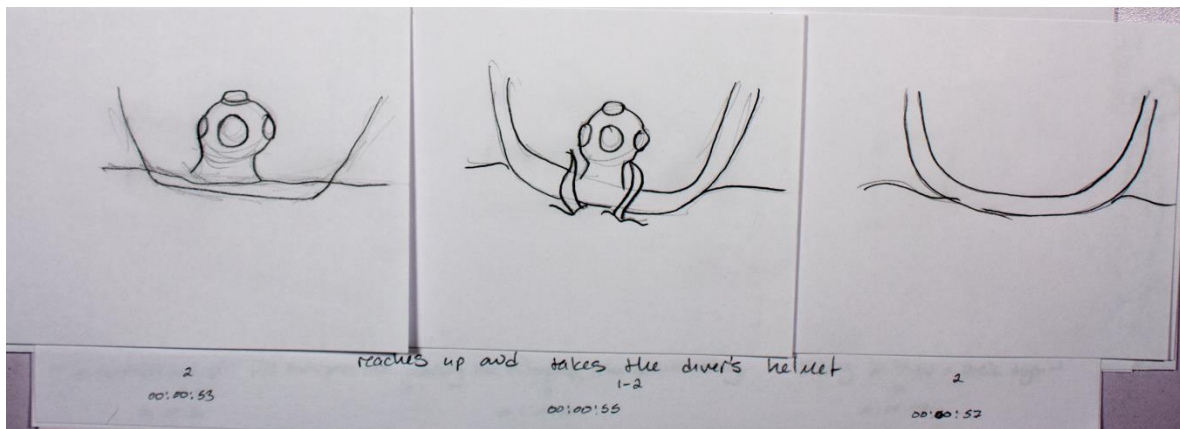 reaches up and takes the diver's helmet
2 1-2 2
00:00:53 00:00:55 00:00:57